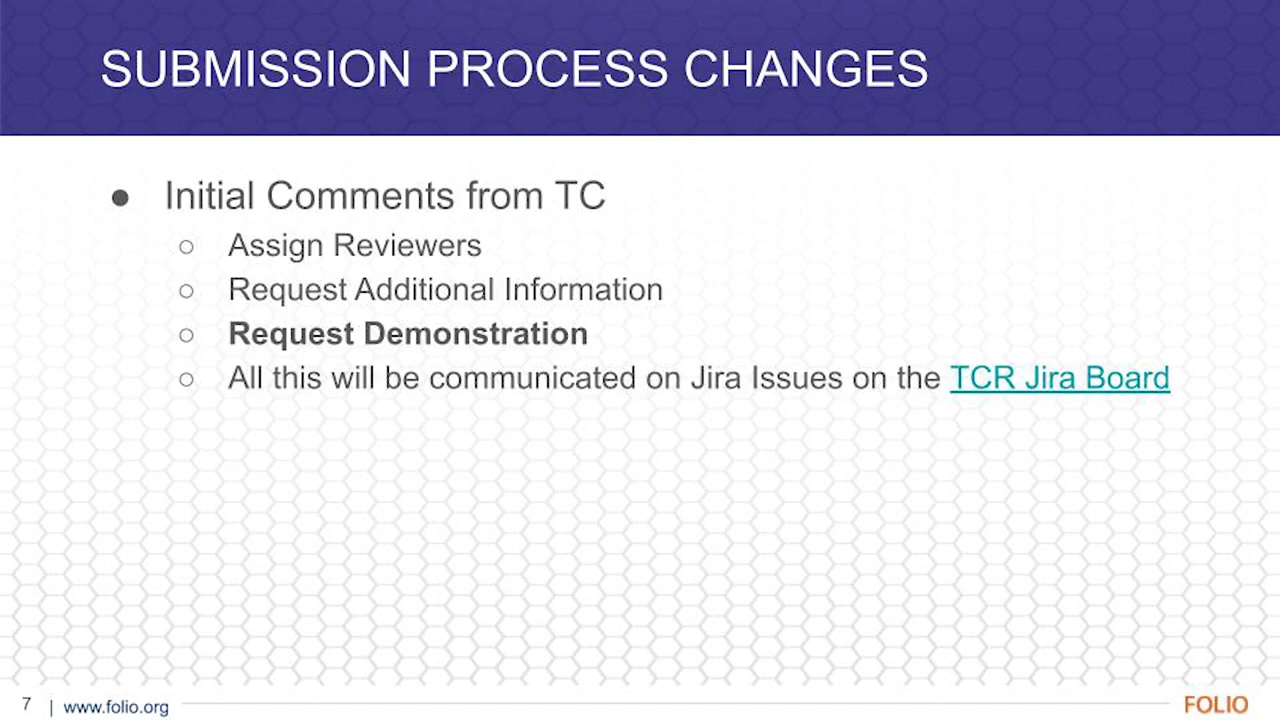 SUBMISSION PROCESS CHANGES
● Initial Comments from TC
○ Assign Reviewers
○ Request Additional Information
○ Request Demonstration
○ All this will be communicated on Jira Issues on the TCR Jira Board
7 | www.folio.org
FOLIO